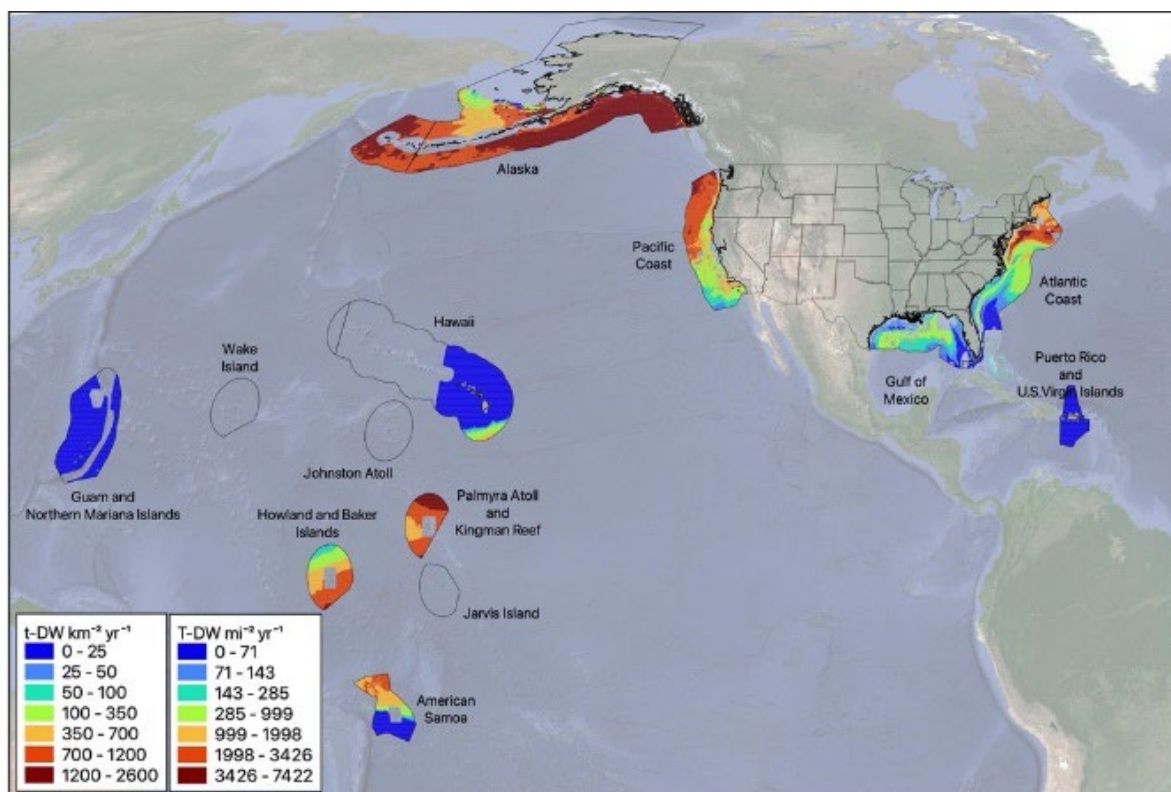 Alaska
Pacific
Coast
Atlantic
Coast
Hawaii
Wake
Island
Gulf of
Mexico
Puerto Rico
and
U.S.Virgin Islands
Johnston Atoll
Guam and
Northern Mariana Islands
Howland and Baker
Islands
Palmyra Atoll
and
Kingman Reef
Jarvis Island
American
Samoa
t-DW km⁻² yr⁻¹
0 - 25
25 - 50
50 - 100
100 - 350
350 - 700
700 - 1200
1200 - 2600
T-DW mi⁻² yr⁻¹
0 - 71
71 - 143
143 - 285
285 - 999
999 - 1998
1998 - 3426
3426 - 7422